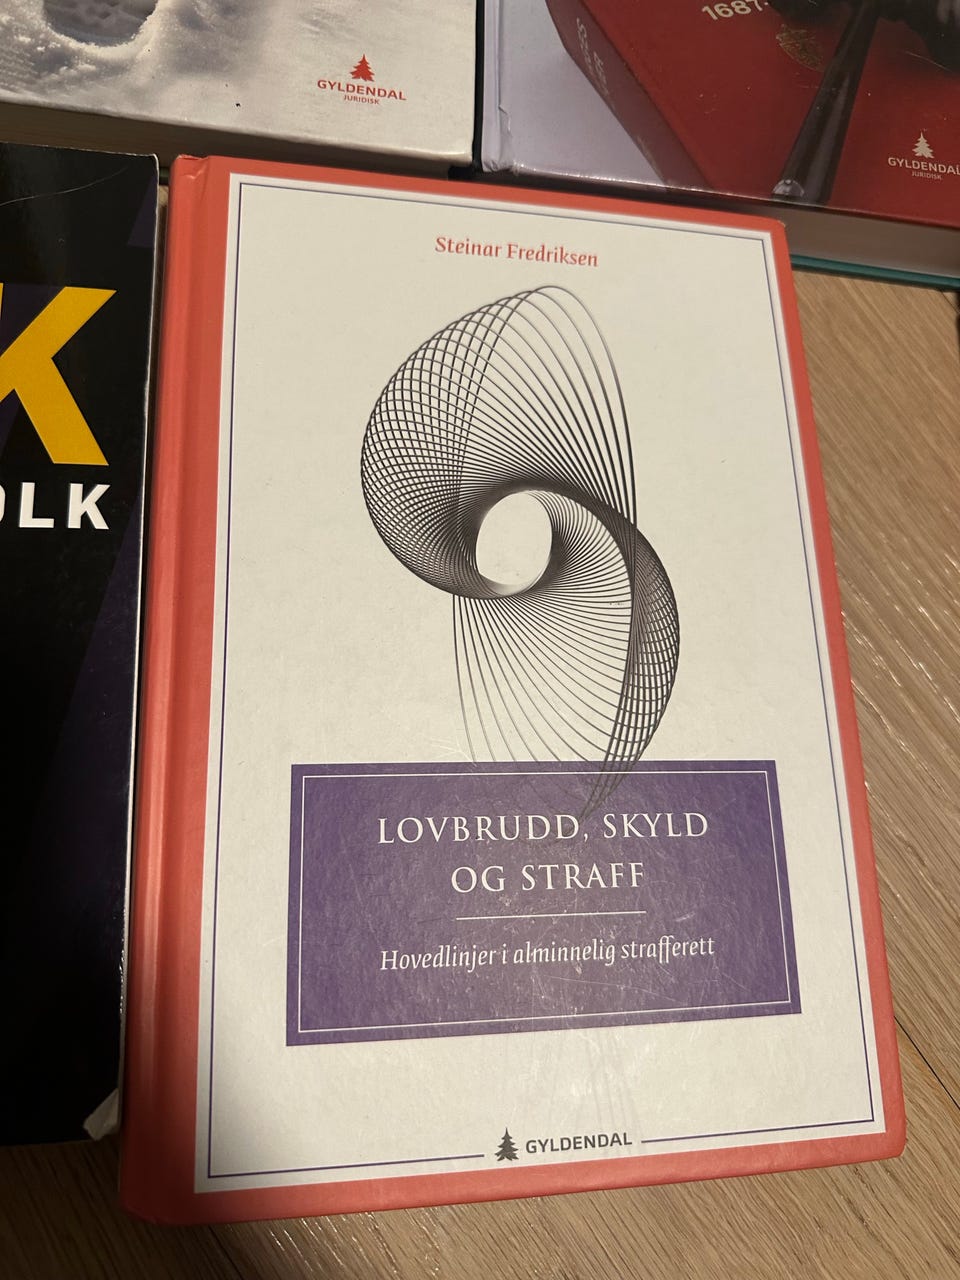 GYLDENDAL
JURIDISK
1687
GYLDENDAL
JURIDISK
K
OLK
Steinar Fredriksen
LOVBRUDD, SKYLD
OG STRAFF
Hovedlinjer i alminnelig strafferett
GYLDENDAL